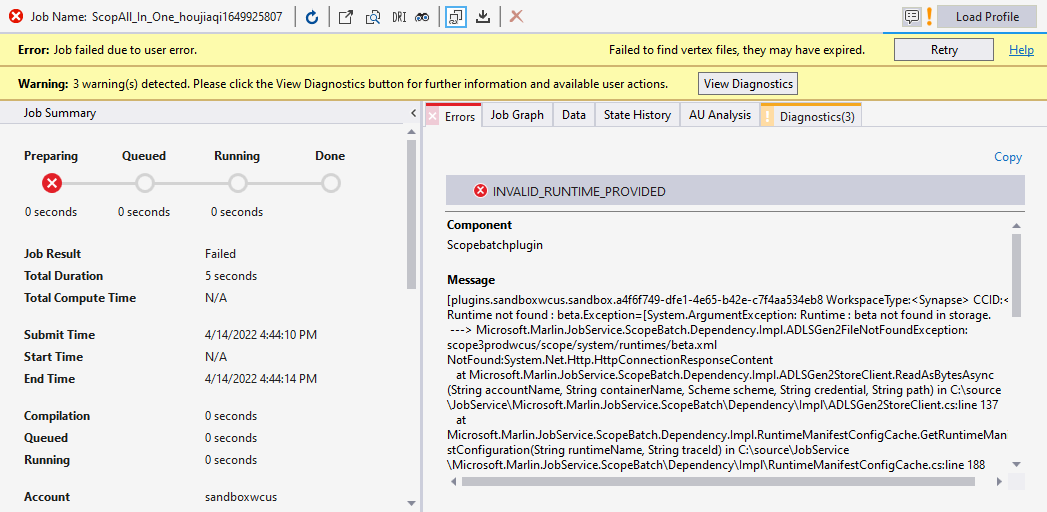 Job Name: ScopAll_In_One_houjiaqi1649925807
DRI
Load Profile
Error: Job failed due to user error.
Failed to find vertex files, they may have expired.
Retry
Help
Warning: 3 warning(s) detected. Please click the View Diagnostics button for further information and available user actions.
View Diagnostics
Job Summary
Preparing Queued Running Done
0 seconds 0 seconds 0 seconds
Job Result Failed
Total Duration 5 seconds
Total Compute Time N/A
Submit Time 4/14/2022 4:44:10 PM
Start Time N/A
End Time 4/14/2022 4:44:14 PM
Compilation 0 seconds
Queued 0 seconds
Running 0 seconds
Account sandboxwcus
Errors Job Graph Data State History AU Analysis Diagnostics(3)
Copy
INVALID_RUNTIME_PROVIDED
Component
Scopebatchplugin
Message
[plugins.sandboxwcus.sandbox.a4f6f749-dfe1-4e65-b42e-c7f4aa534eb8 WorkspaceType:<Synapse> CCID:<
Runtime not found : beta.Exception=[System.ArgumentException: Runtime : beta not found in storage.
---> Microsoft.Marlin.JobService.ScopeBatch.Dependency.Impl.ADLSGen2FileNotFoundException:
scope3prodwcus/scope/system/runtimes/beta.xml
NotFound:System.Net.Http.HttpConnectionResponseContent
at Microsoft.Marlin.JobService.ScopeBatch.Dependency.Impl.ADLSGen2StoreClient.ReadAsBytesAsync
(String accountName, String containerName, Scheme scheme, String credential, String path) in C:\source
\JobService\Microsoft.Marlin.JobService.ScopeBatch\Dependency\Impl\ADLSGen2StoreClient.cs:line 137
at
Microsoft.Marlin.JobService.ScopeBatch.Dependency.Impl.RuntimeManifestConfigCache.GetRuntimeMan
stConfiguration(String runtimeName, String traceId) in C:\source\JobService
\Microsoft.Marlin.JobService.ScopeBatch\Dependency\Impl\RuntimeManifestConfigCache.cs:line 188